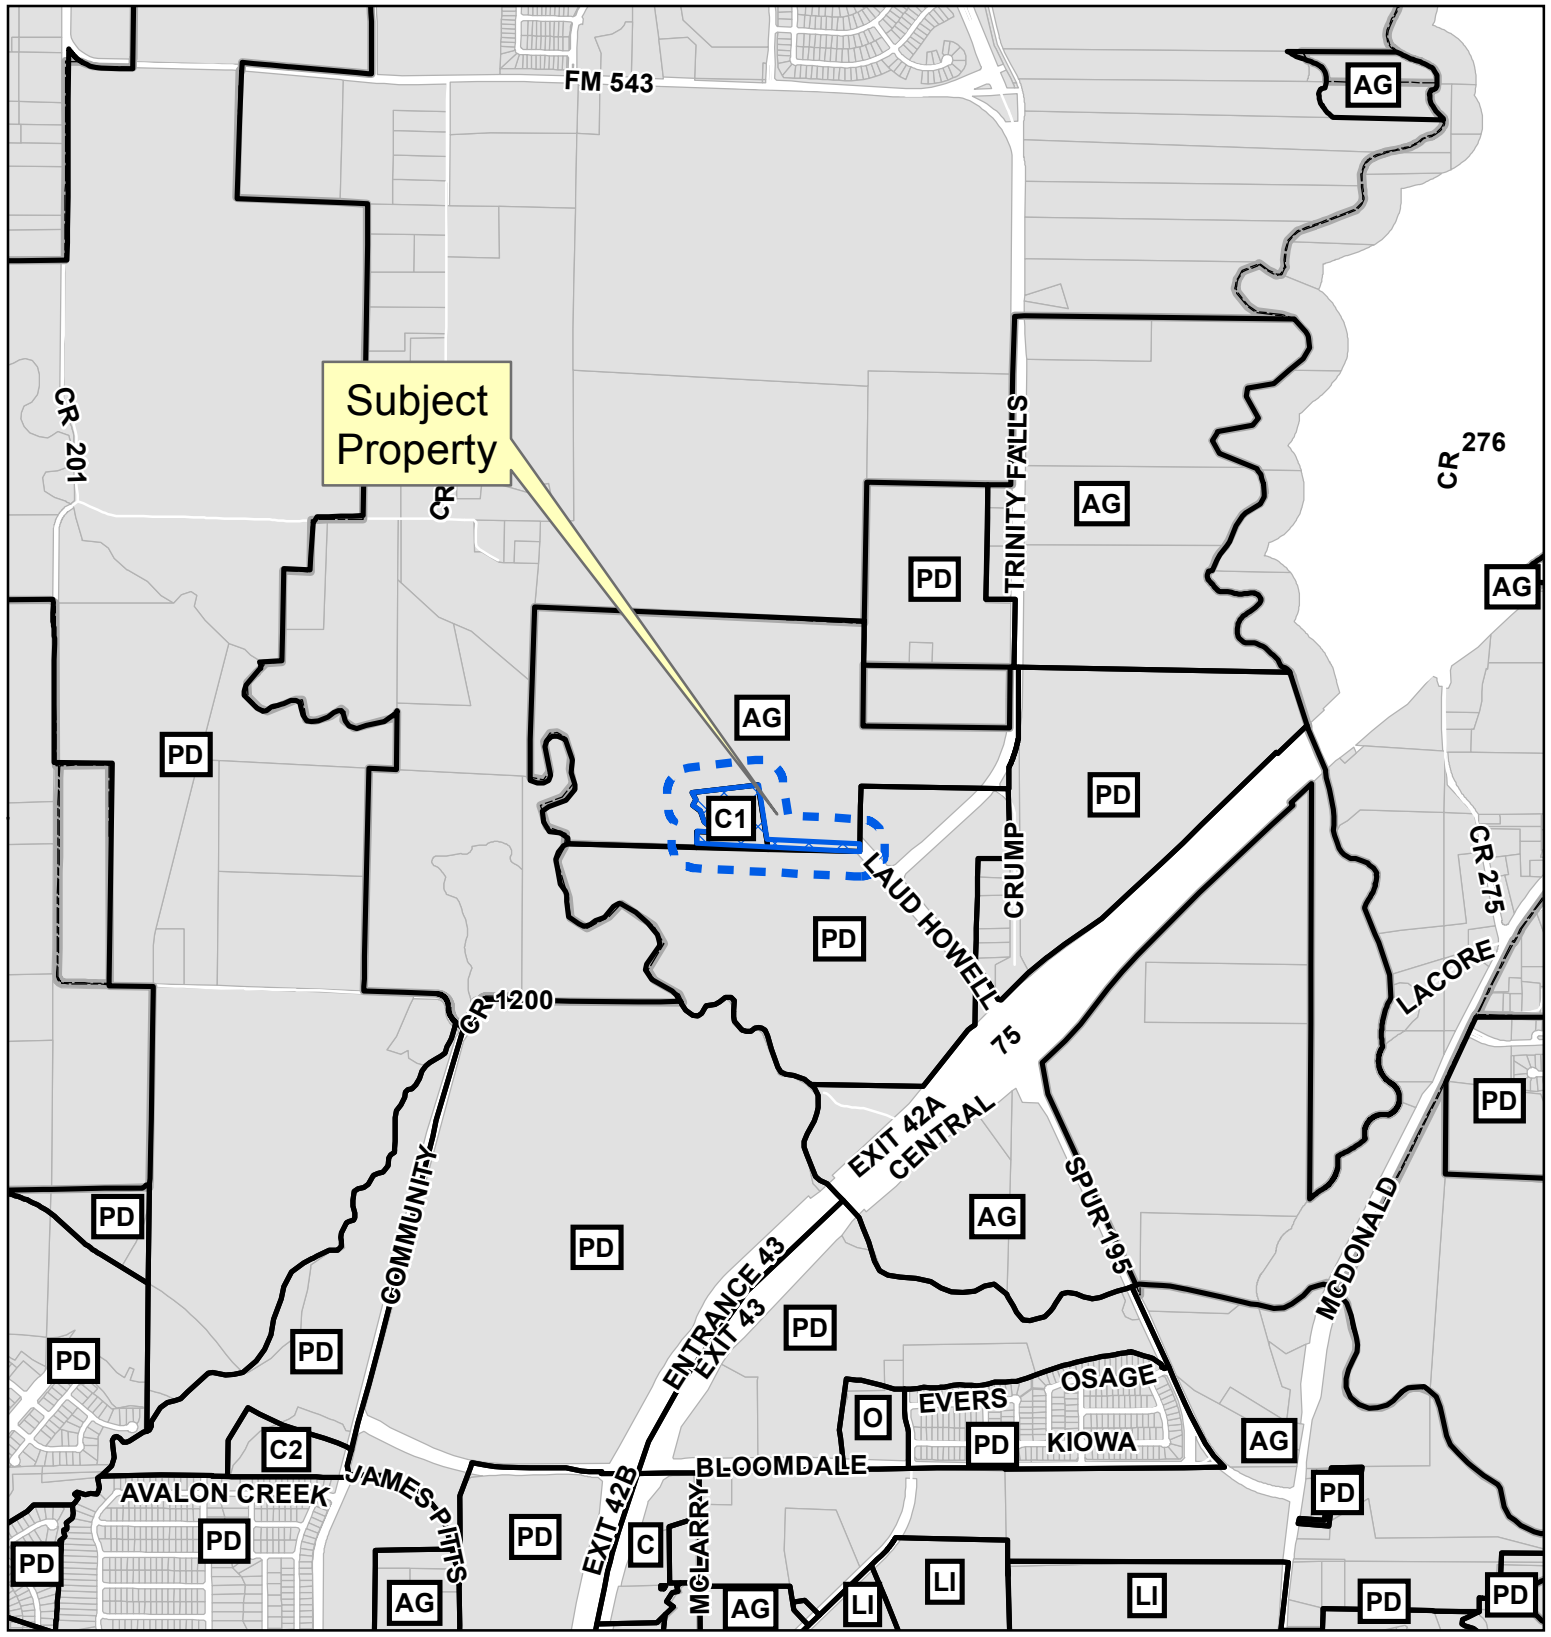 FM 543
AG
CR 201
Subject
Property
CR
TRINITY FALLS
AG
CR 276
PD
AG
AG
PD
PD
C1
CRUMP
LAUD HOWELL
PD
CR 275
LACORE
CR 1200
75
EXIT 42A
CENTRAL
PD
COMMUNITY
SPUR 195
MCDONALD
PD
AG
PD
ENTRANCE 43
EXIT 43
PD
PD
PD
OSAGE
EVERS
O
PD
KIOWA
AG
C2
BLOOMDALE
JAMES PITTS
AVALON CREEK
PD
PD
PD
EXIT 42B
C
MCLARRY
PD
AG
AG
LI
LI
LI
PD
PD